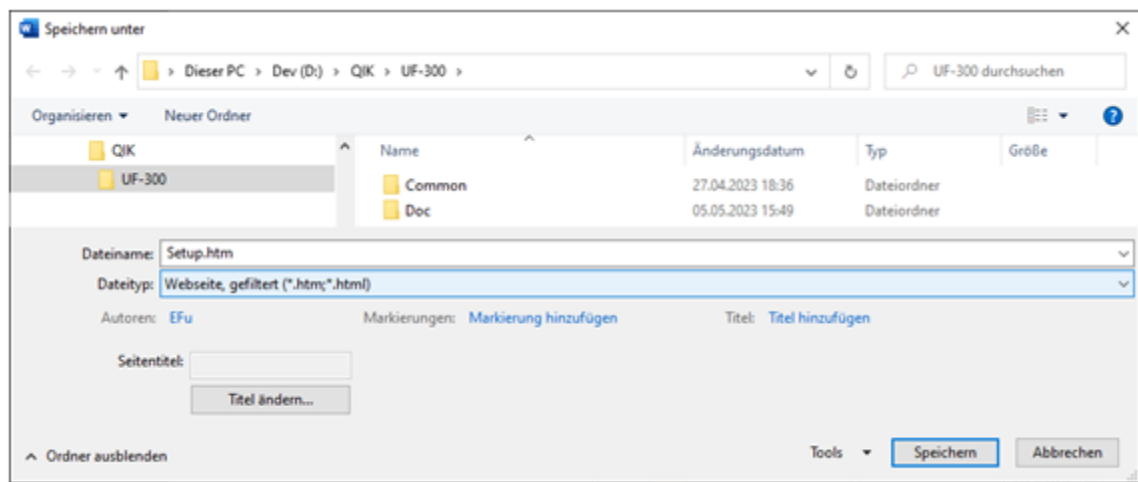 Speichern unter
Dieser PC > Dev (D:) > QIK > UF-300 >
UF-300 durchsuchen
Organisieren
Neuer Ordner
?
QIK
UF-300
Name Änderungsdatum Typ Größe
Common 27.04.2023 18:36 Dateiordner
Doc 05.05.2023 15:49 Dateiordner
Dateiname: Setup.htm
Dateityp: Webseite, gefiltert (*.htm;*.html)
Autoren: EFu Markierungen: Markierung hinzufügen Titel: Titel hinzufügen
Seitentitel:
Titel ändern...
Ordner ausblenden Tools Speichern Abbrechen